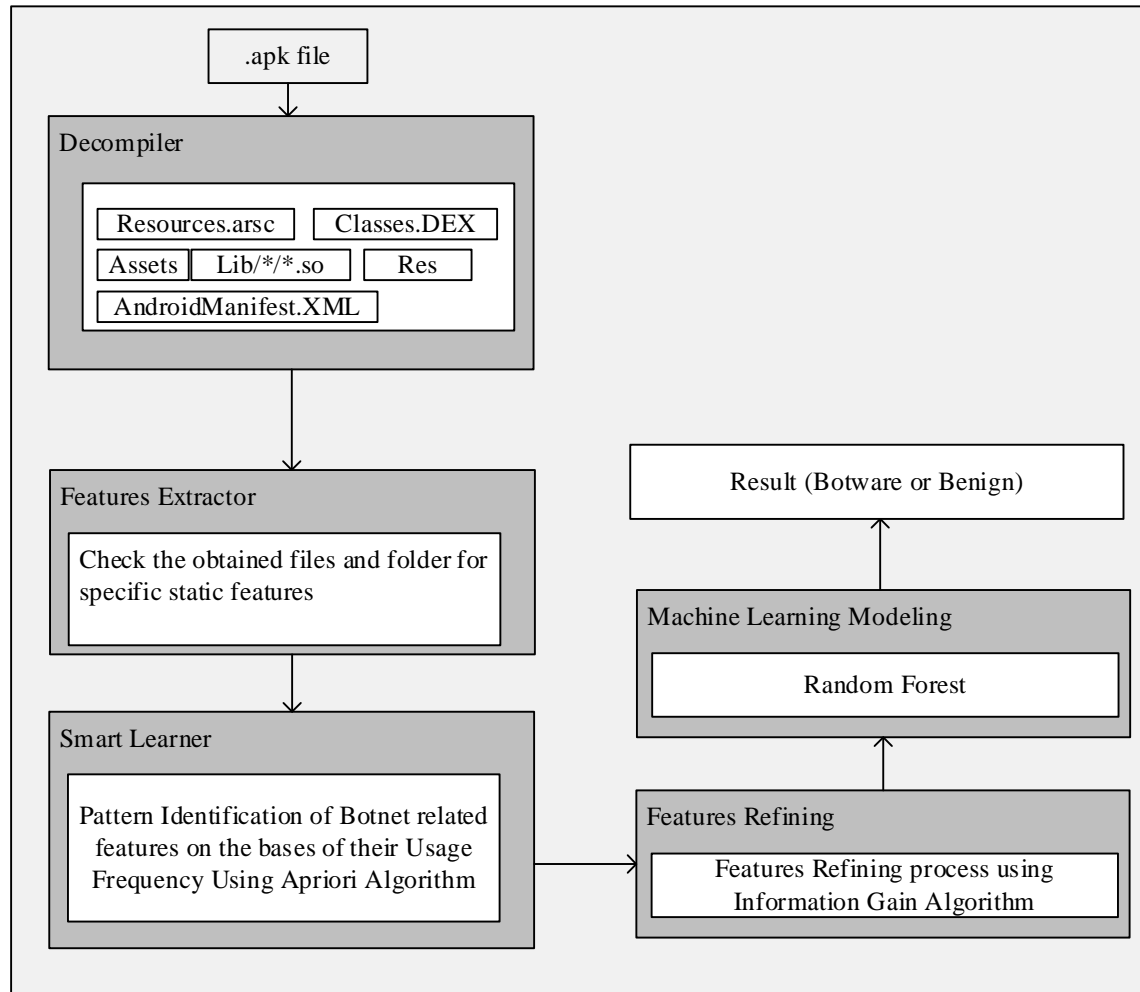 .apk file
Decompiler
Resources.arsc
Classes.DEX
Assets
Lib/*/*.so
Res
AndroidManifest.XML
Features Extractor
Check the obtained files and folder for
specific static features
Smart Learner
Pattern Identification of Botnet related
features on the bases of their Usage
Frequency Using Apriori Algorithm
Features Refining
Features Refining process using
Information Gain Algorithm
Machine Learning Modeling
Random Forest
Result (Botware or Benign)